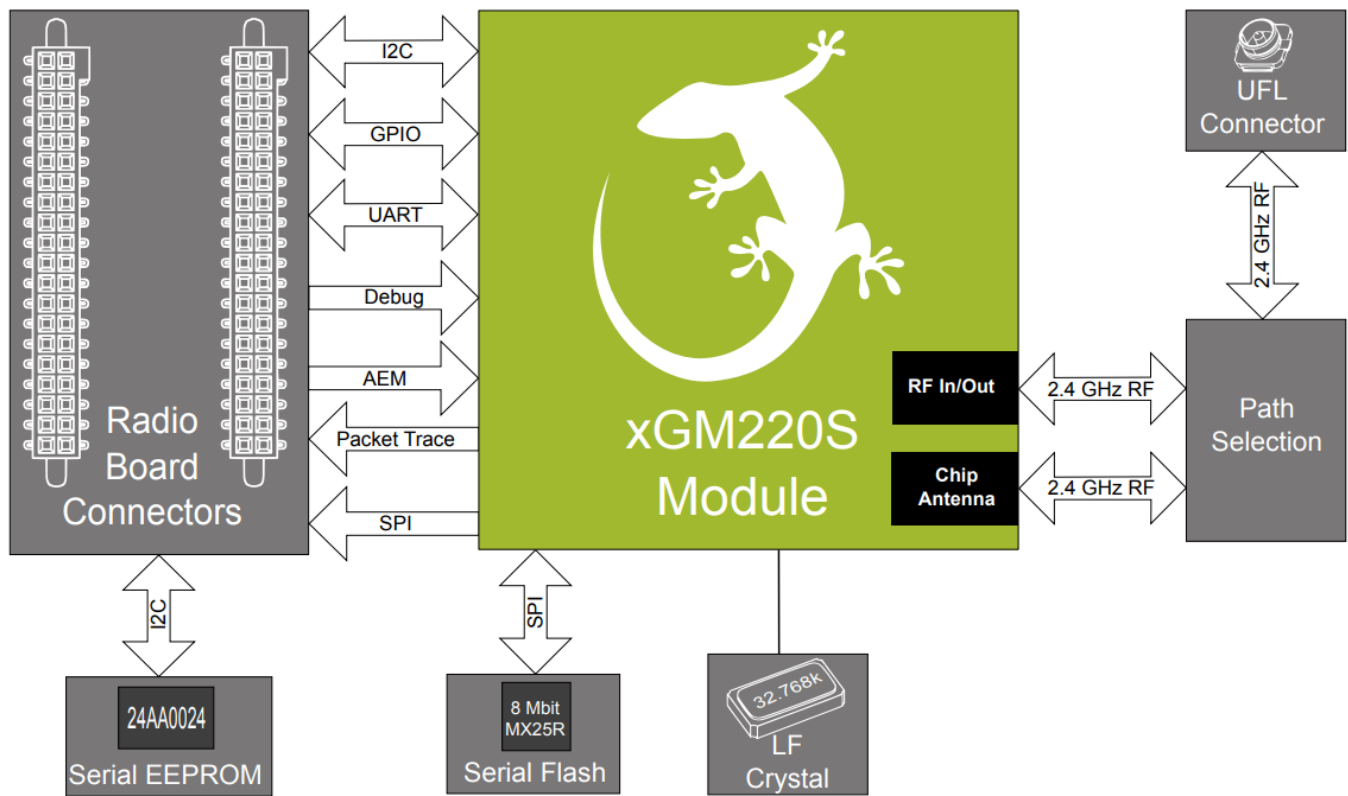 I2C
GPIO
UART
Debug
AEM
Packet Trace
SPI
Radio
Board
Connectors
xGM220S
Module
RF In/Out
Chip
Antenna
2.4 GHz RF
2.4 GHz RF
UFL
Connector
2.4 GHz RF
Path
Selection
I2C
24AA0024
Serial EEPROM
SPI
8 Mbit
MX25R
Serial Flash
32.768k
LF
Crystal